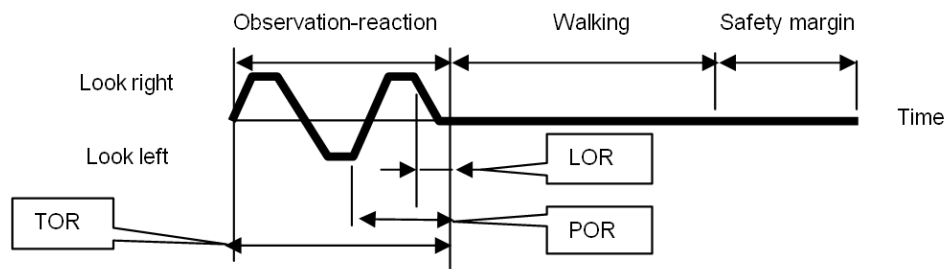 Observation-reaction Walking Safety margin
Look right
Time
Look left
LOR
TOR
POR